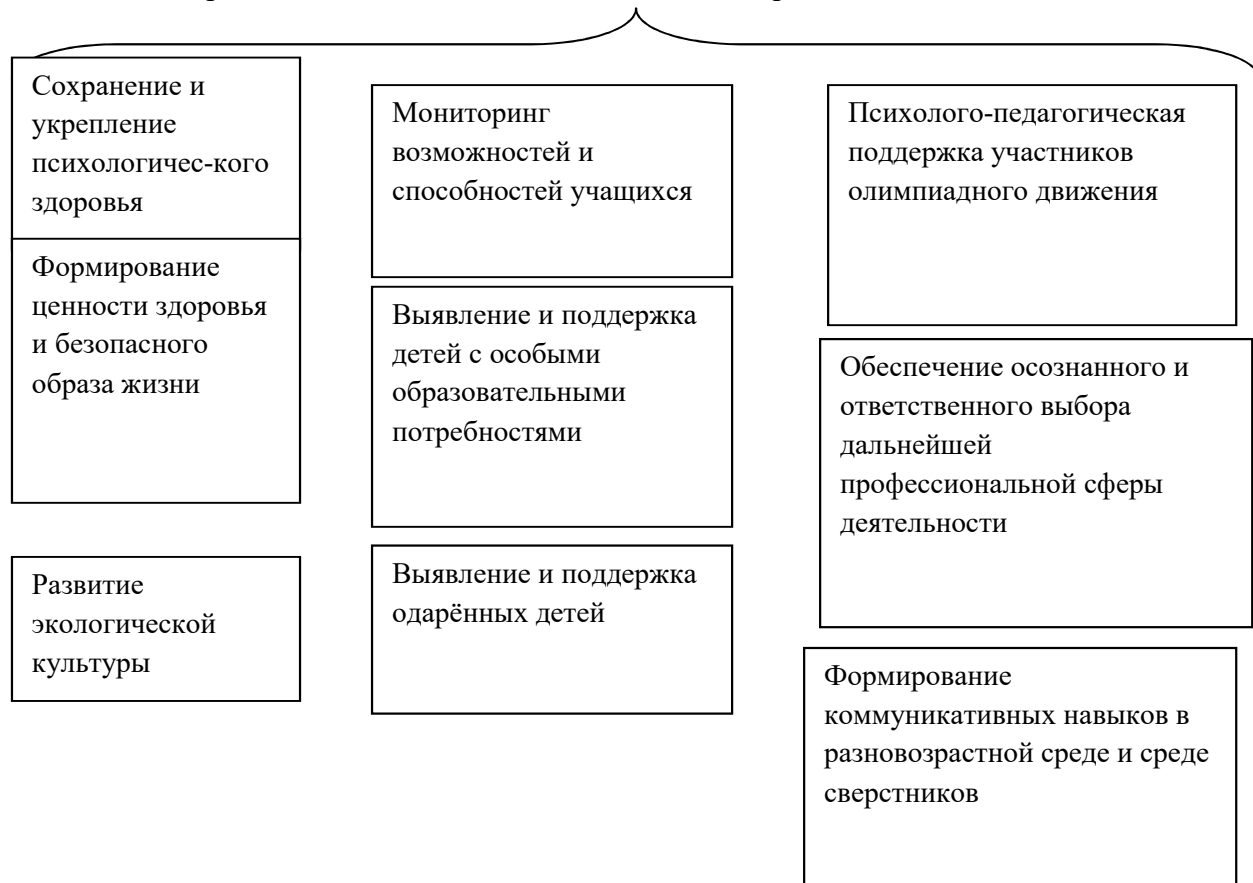 Сохранение и
укрепление
психологичес-кого
здоровья
Формирование
ценности здоровья
и безопасного
образа жизни
Развитие
экологической
культуры
Мониторинг
возможностей и
способностей учащихся
Выявление и поддержка
детей с особыми
образовательными
потребностями
Выявление и поддержка
одарённых детей
Психолого-педагогическая
поддержка участников
олимпиадного движения
Обеспечение осознанного и
ответственного выбора
дальнейшей
профессиональной сферы
деятельности
Формирование
коммуникативных навыков в
разновозрастной среде и среде
сверстников